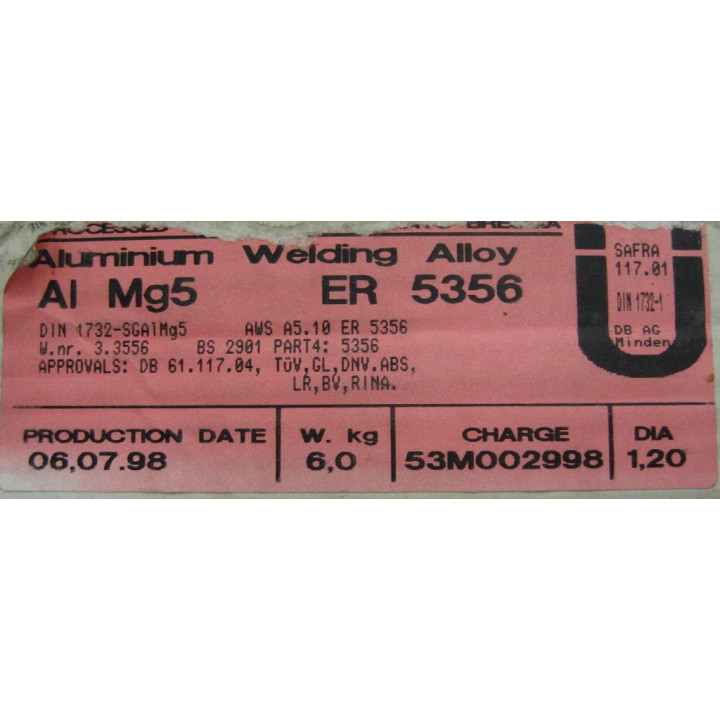 Aluminium Welding Alloy
Al Mg5 ER 5356
DIN 1732-SGAlMg5 AWS A5.10 ER 5356
W.nr. 3.3556 BS 2901 PART4: 5356
APPROVALS: DB 61.117.04, TüV,GL,DNV.ABS,
LR,BV,RINA.
SAFRA
117.01
DIN 1732-1
DB AG
Minden
PRODUCTION DATE
06,07.98
W. kg
6,0
CHARGE
53M002998
DIA
1,20